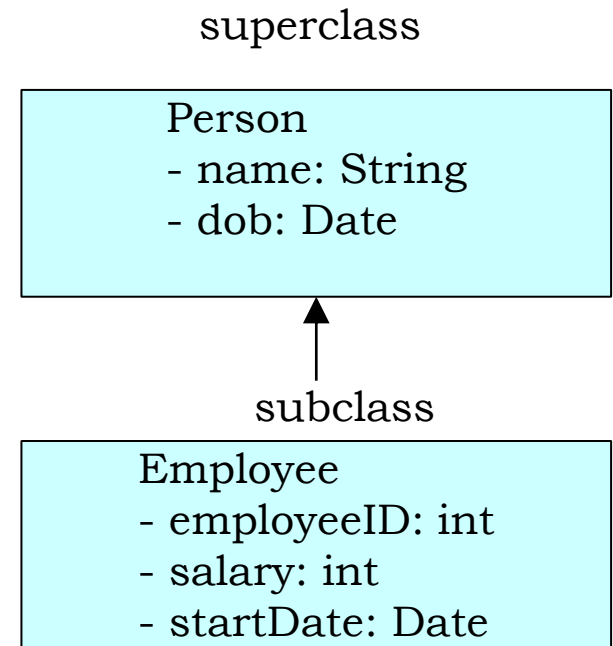 superclass
Person
- name: String
- dob: Date
subclass
Employee
- employeeID: int
- salary: int
- startDate: Date